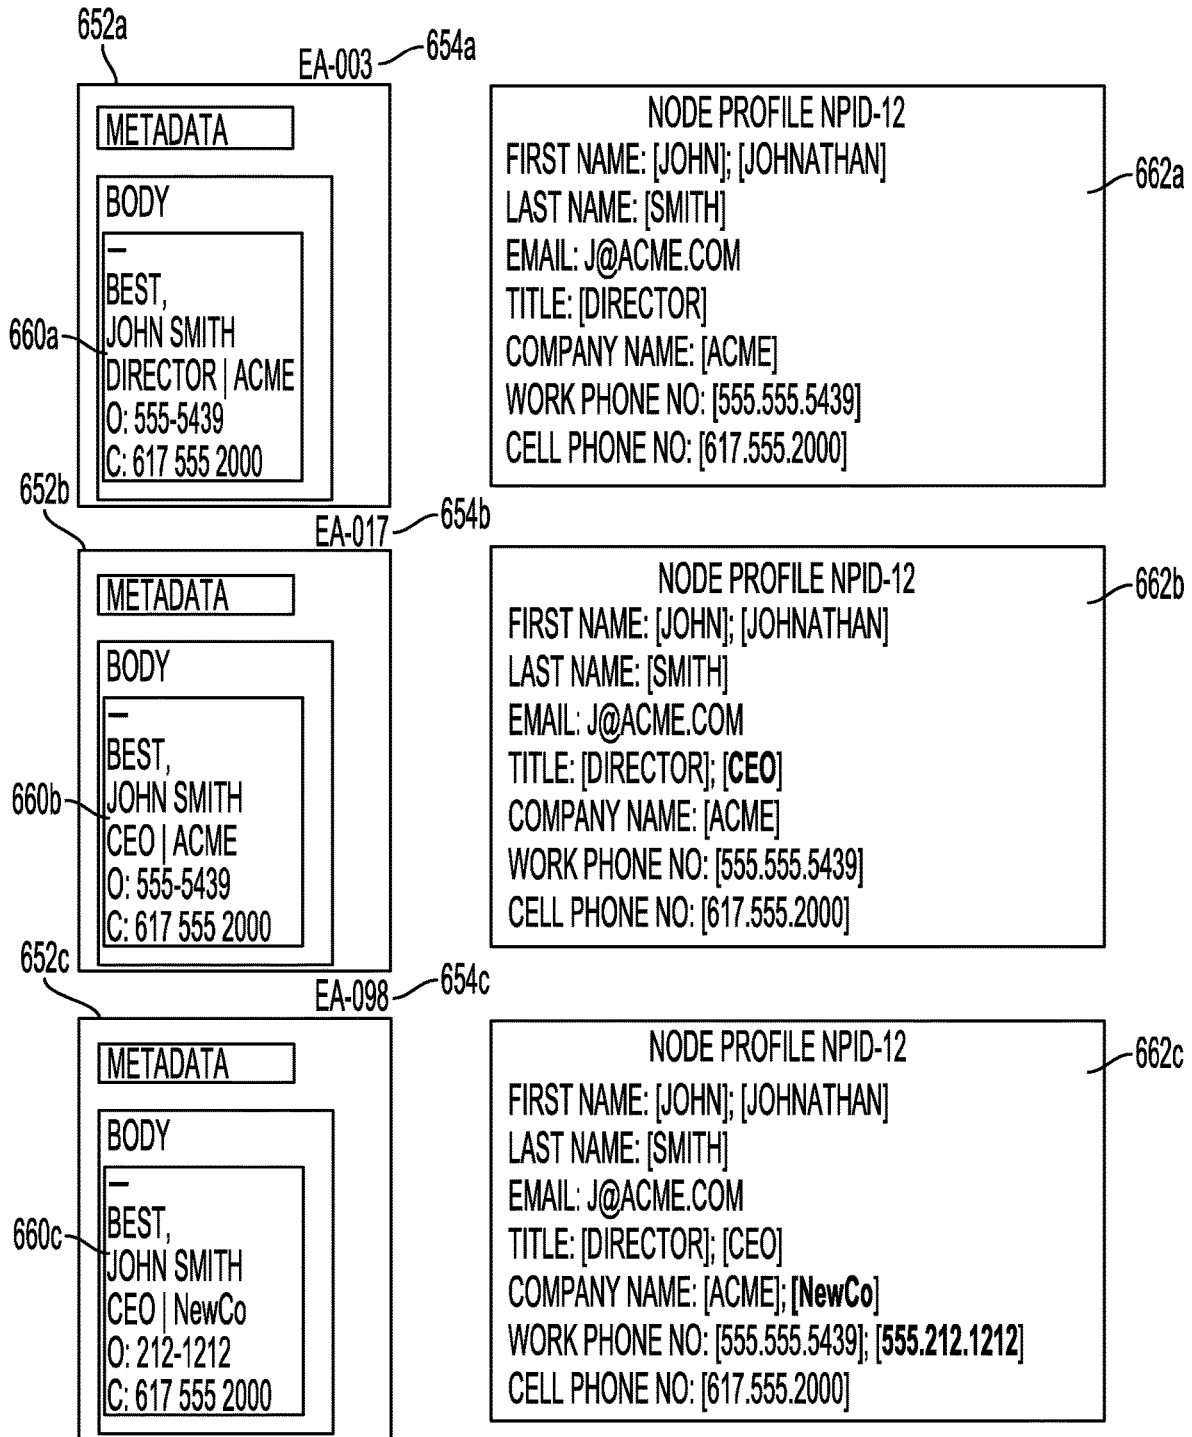 652a
EA-003
654a
METADATA
BODY
—
BEST,
JOHN SMITH
DIRECTOR | ACME
O: 555-5439
C: 617 555 2000
660a
NODE PROFILE NPID-12
FIRST NAME: [JOHN]; [JOHNATHAN]
LAST NAME: [SMITH]
EMAIL: J@ACME.COM
TITLE: [DIRECTOR]
COMPANY NAME: [ACME]
WORK PHONE NO: [555.555.5439]
CELL PHONE NO: [617.555.2000]
662a
652b
EA-017
654b
METADATA
BODY
—
BEST,
JOHN SMITH
CEO | ACME
O: 555-5439
C: 617 555 2000
660b
NODE PROFILE NPID-12
FIRST NAME: [JOHN]; [JOHNATHAN]
LAST NAME: [SMITH]
EMAIL: J@ACME.COM
TITLE: [DIRECTOR]; [CEO]
COMPANY NAME: [ACME]
WORK PHONE NO: [555.555.5439]
CELL PHONE NO: [617.555.2000]
662b
652c
EA-098
654c
METADATA
BODY
—
BEST,
JOHN SMITH
CEO | NewCo
O: 212-1212
C: 617 555 2000
660c
NODE PROFILE NPID-12
FIRST NAME: [JOHN]; [JOHNATHAN]
LAST NAME: [SMITH]
EMAIL: J@ACME.COM
TITLE: [DIRECTOR]; [CEO]
COMPANY NAME: [ACME]; [NewCo]
WORK PHONE NO: [555.555.5439]; [555.212.1212]
CELL PHONE NO: [617.555.2000]
662c